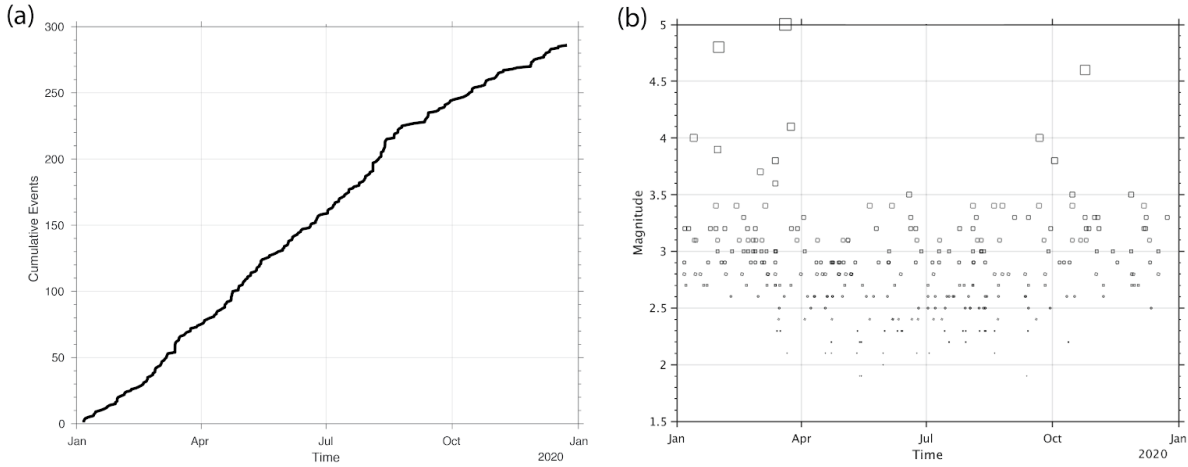 (a)
300
250
200
150
100
50
0
Cumulative Events
Jan
Apr
Jul
Oct
Jan
Time
2020
(b)
5
4.5
4
3.5
3
2.5
2
1.5
Magnitude
Jan
Apr
Jul
Oct
Jan
Time
2020